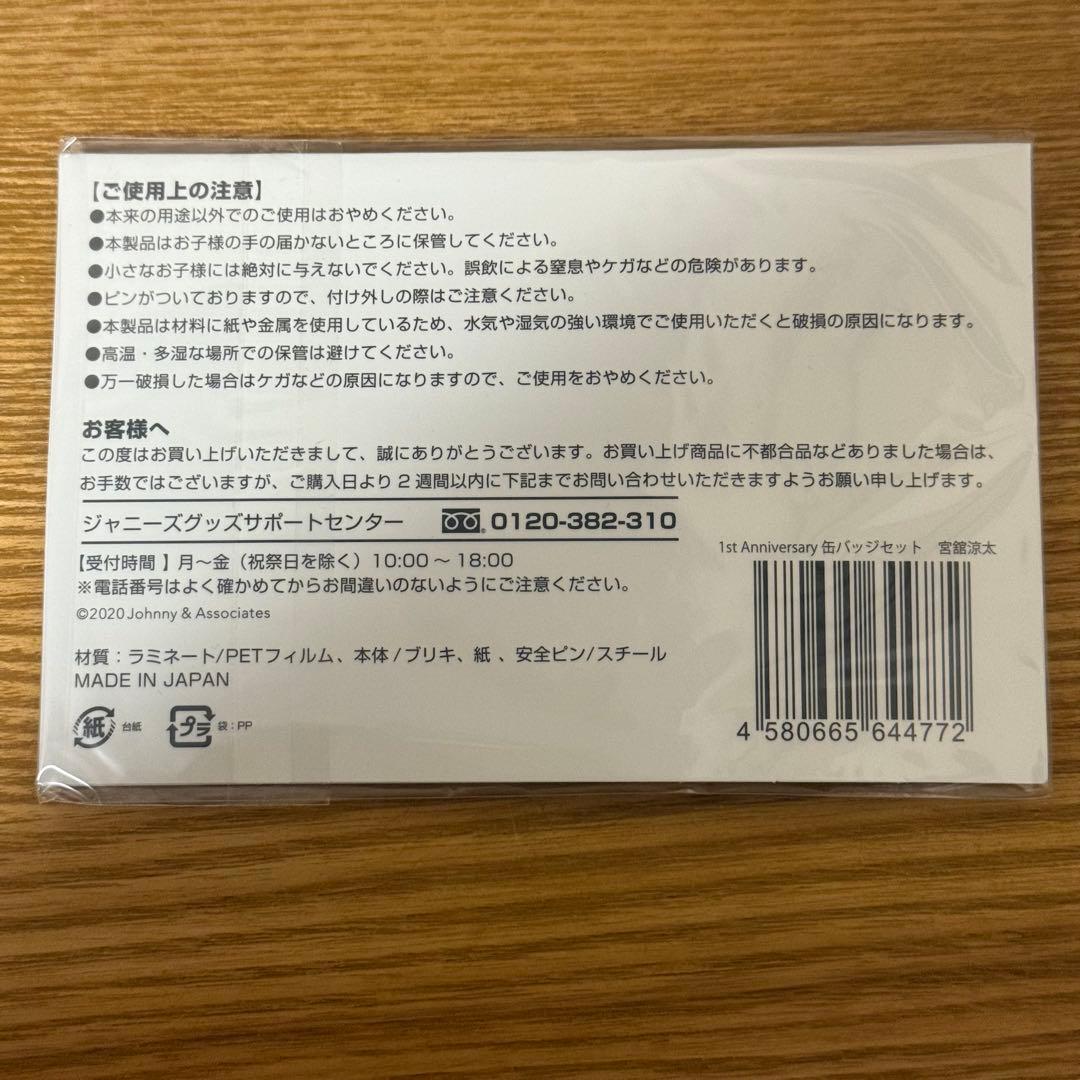 【ご使用上の注意】
●本来の用途以外でのご使用はおやめください。
●本製品はお子様の手の届かないところに保管してください。
●小さなお子様には絶対に与えないでください。誤飲による窒息やケガなどの危険があります。
●ピンがついておりますので、付け外しの際はご注意ください。
●本製品は材料に紙や金属を使用しているため、水気や湿気の強い環境でご使用いただくと破損の原因になります。
●高温・多湿な場所での保管は避けてください。
●万一破損した場合はケガなどの原因になりますので、ご使用をおやめください。
お客様へ
この度はお買い上げいただきまして、誠にありがとうございます。お買い上げ商品に不都合品などありました場合は、
お手数ではございますが、ご購入日より2週間以内に下記までお問い合わせいただきますようお願い申し上げます。
ジャニーズグッズサポートセンター 0120-382-310
【受付時間 】月～金（祝祭日を除く）10:00 ～ 18:00
※電話番号はよく確かめてからお間違いのないようにご注意ください。
©2020 Johnny & Associates
材質：ラミネート/PETフィルム、本体 / ブリキ、紙 、安全ピン/スチール
MADE IN JAPAN
紙 台紙 プラ 袋：PP
1st Anniversary 缶バッジセット 宮舘涼太
4 580665 644772